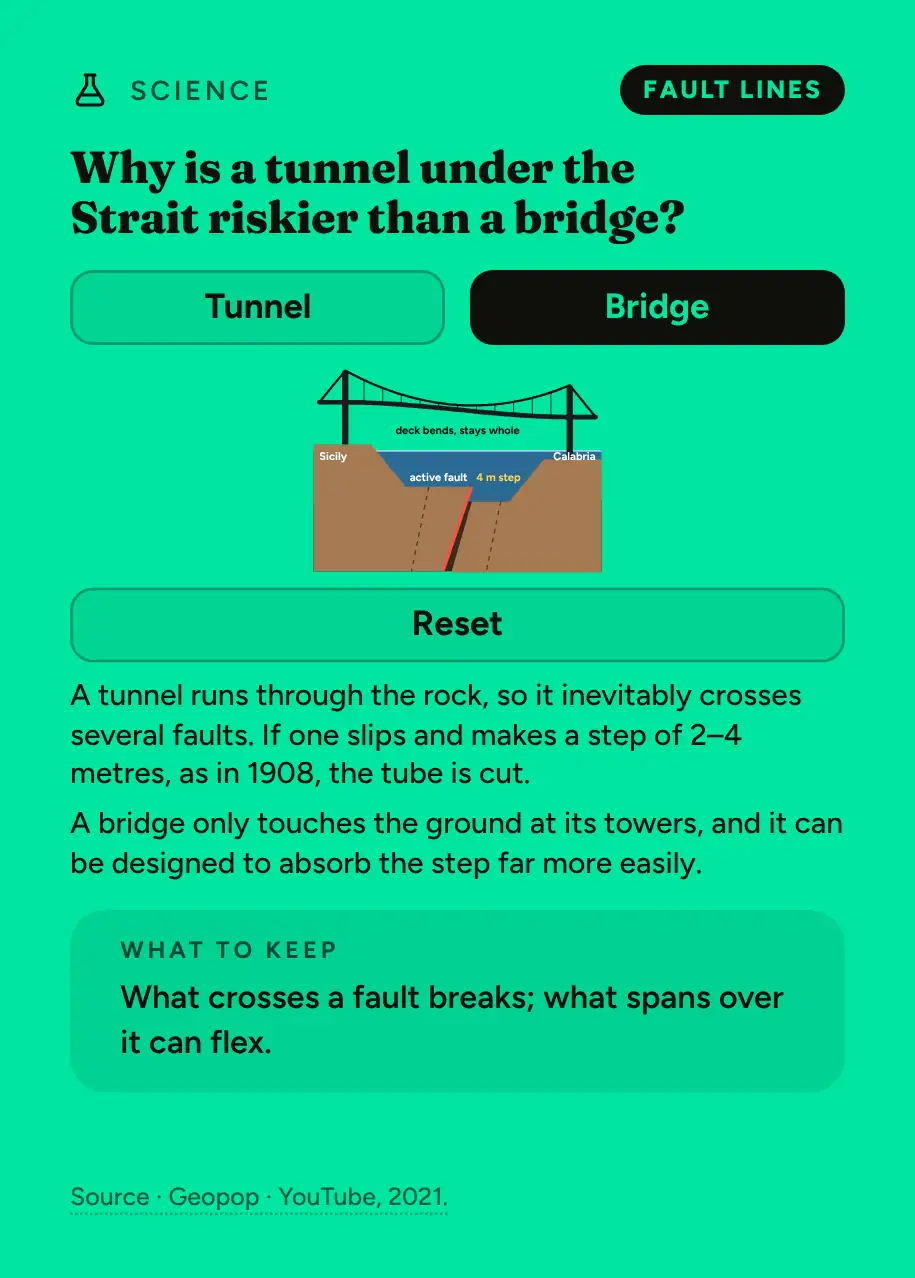 SCIENCE
FAULT LINES
Why is a tunnel under the
Strait riskier than a bridge?
Tunnel
Bridge
deck bends, stays whole
Sicily
Calabria
active fault
4 m step
Reset
A tunnel runs through the rock, so it inevitably crosses
several faults. If one slips and makes a step of 2–4
metres, as in 1908, the tube is cut.
A bridge only touches the ground at its towers, and it can
be designed to absorb the step far more easily.
WHAT TO KEEP
What crosses a fault breaks; what spans over
it can flex.
Source · Geopop · YouTube, 2021.